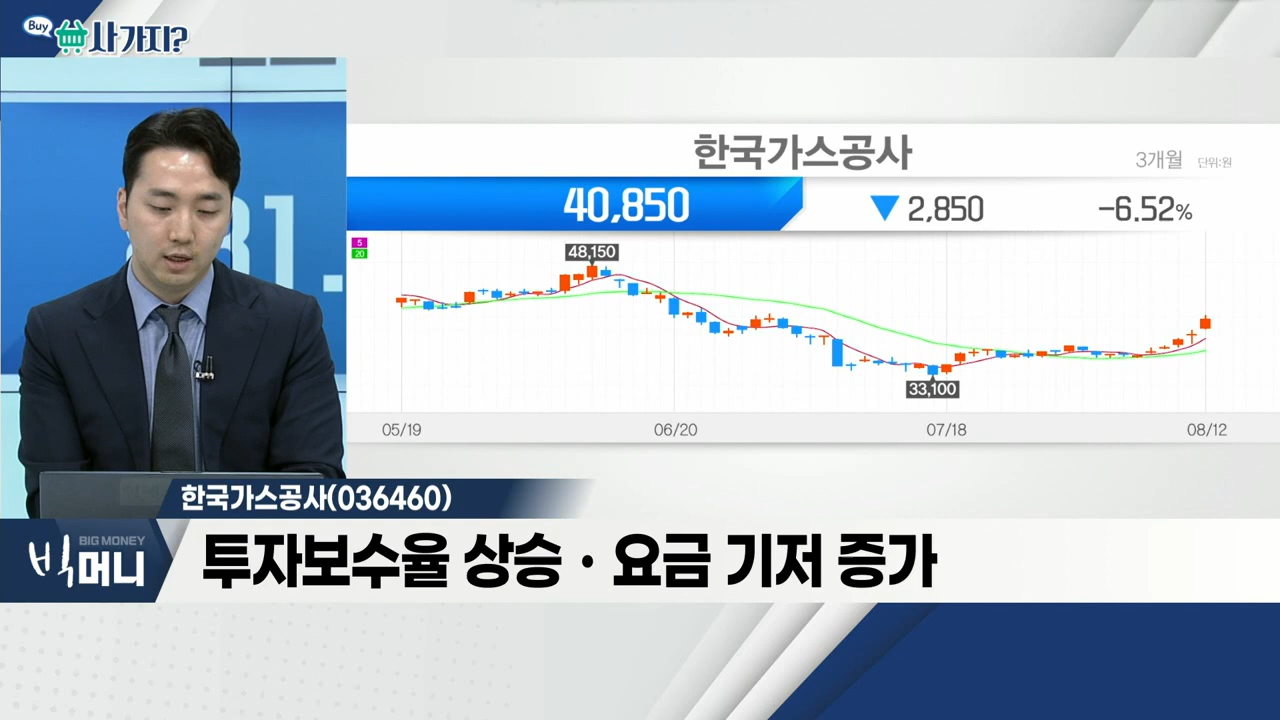 Buy 사가지?
한국가스공사
3개월 단위:원
40,850 ▼ 2,850 -6.52%
5
20
48,150
33,100
05/19 06/20 07/18 08/12
31.
한국가스공사(036460)
BIG MONEY
빅머니
투자보수율 상승·요금 기저 증가